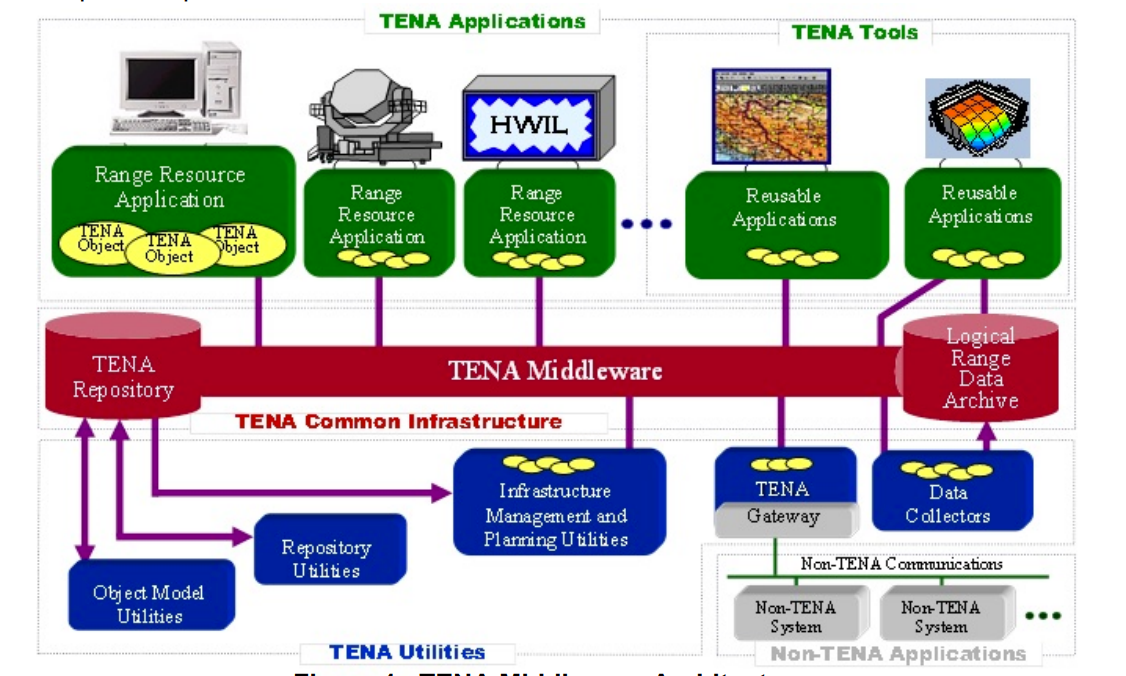 TENA Applications
TENA Tools
HWIL
Range Resource
Application
TENA
Object
TENA
Object
TENA
Object
Range
Resource
Application
Range
Resource
Application
Reusable
Applications
Reusable
Applications
TENA
Repository
TENA Middleware
Logical
Range
Data
Archive
TENA Common Infrastructure
Infrastructure
Management and
Planning Utilities
TENA
Gateway
Data
Collectors
Repository
Utilities
Object Model
Utilities
Non-TENA Communications
Non-TENA
System
Non-TENA
System
TENA Utilities
Non-TENA Applications